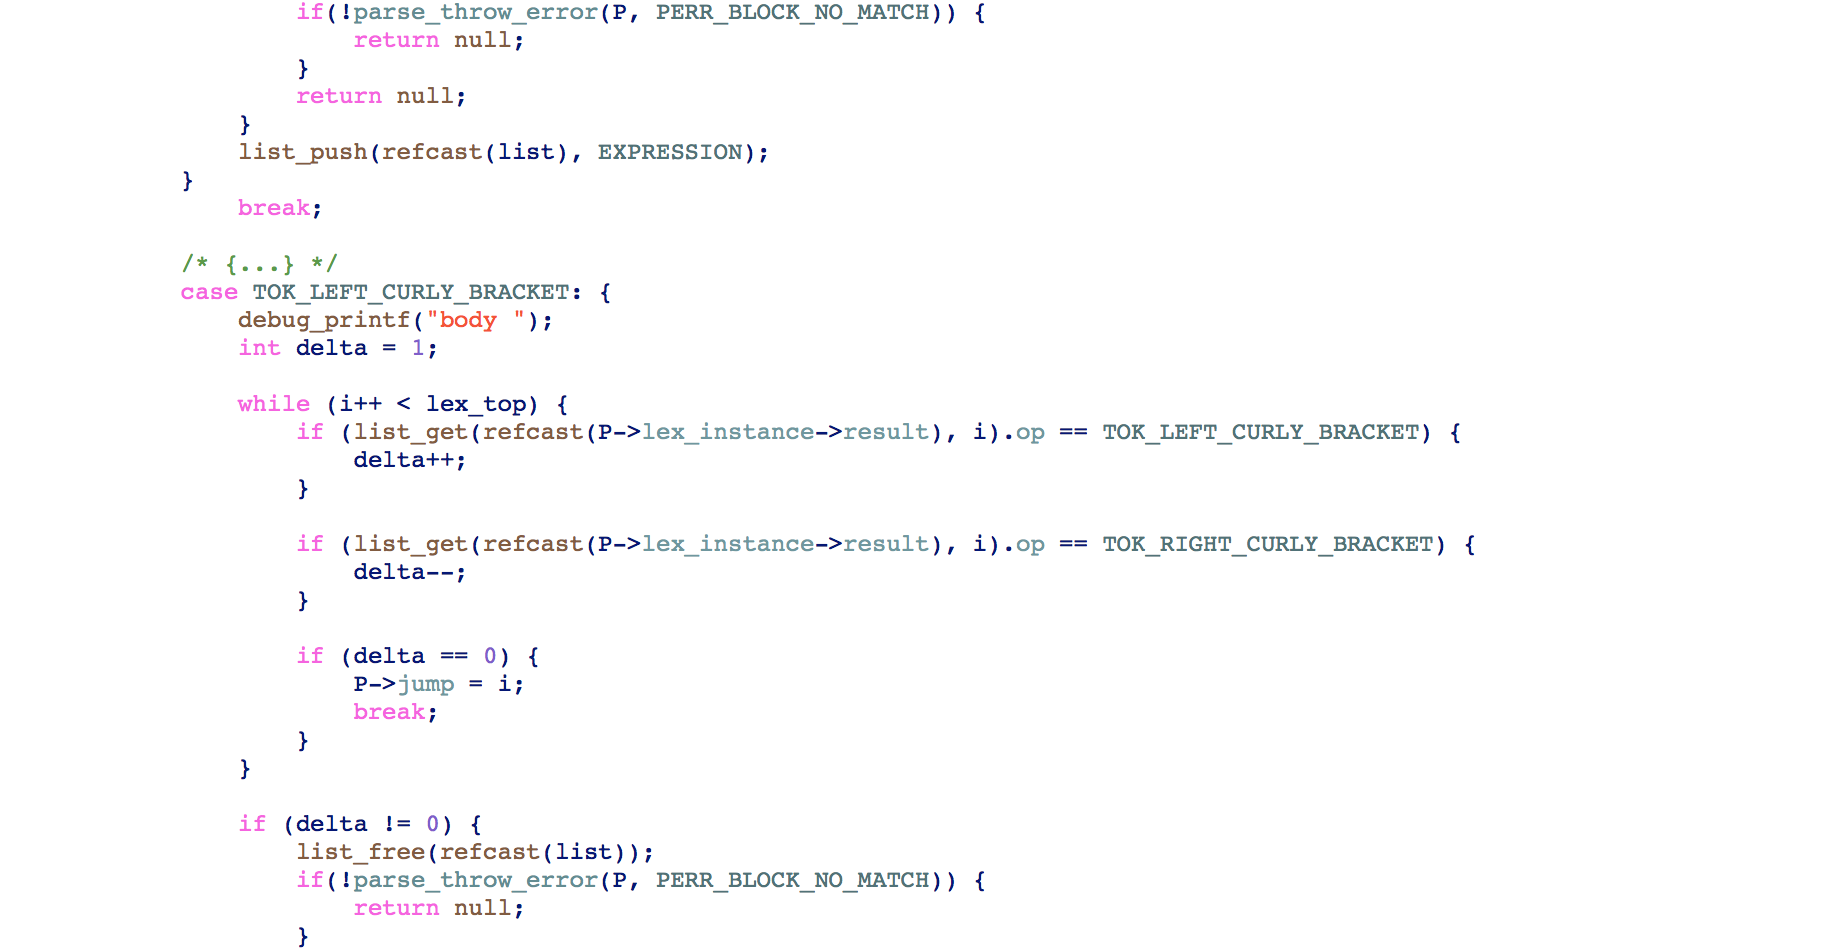 if(!parse_throw_error(P, PERR_BLOCK_NO_MATCH)) {
return null;
}
return null;
}
list_push(refcast(list), EXPRESSION);
}
break;
/* {...} */
case TOK_LEFT_CURLY_BRACKET: {
debug_printf("body ");
int delta = 1;
while (i++ < lex_top) {
if (list_get(refcast(P->lex_instance->result), i).op == TOK_LEFT_CURLY_BRACKET) {
delta++;
}
if (list_get(refcast(P->lex_instance->result), i).op == TOK_RIGHT_CURLY_BRACKET) {
delta--;
}
if (delta == 0) {
P->jump = i;
break;
}
}
if (delta != 0) {
list_free(refcast(list));
if(!parse_throw_error(P, PERR_BLOCK_NO_MATCH)) {
return null;
}